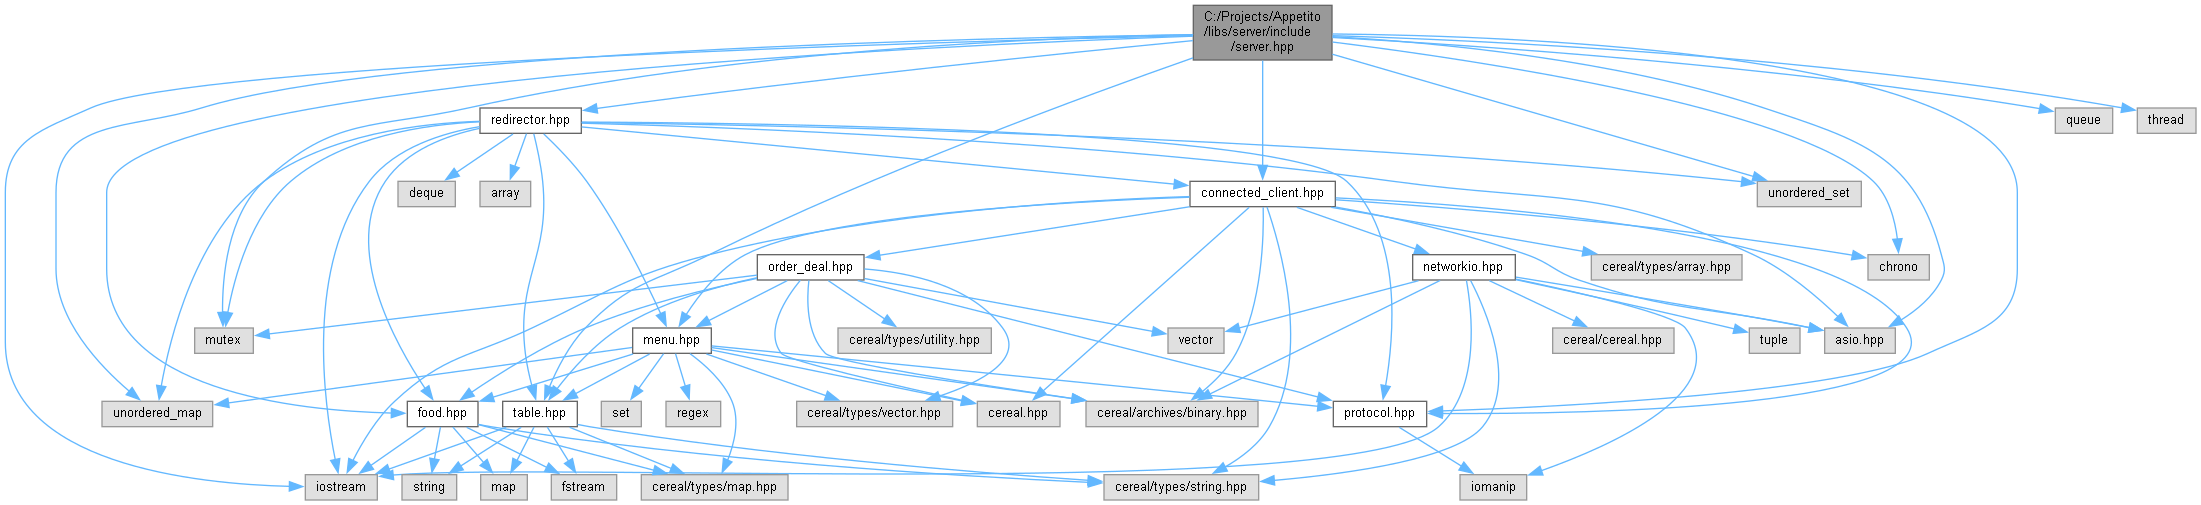 C:/Projects/Appetito
/libs/server/include
/server.hpp
redirector.hpp
queue
thread
deque
array
connected_client.hpp
unordered_set
order_deal.hpp
networkio.hpp
cereal/types/array.hpp
chrono
mutex
menu.hpp
cereal/types/utility.hpp
vector
cereal/cereal.hpp
tuple
asio.hpp
unordered_map
food.hpp
table.hpp
set
regex
cereal/types/vector.hpp
cereal.hpp
cereal/archives/binary.hpp
protocol.hpp
iostream
string
map
fstream
cereal/types/map.hpp
cereal/types/string.hpp
iomanip